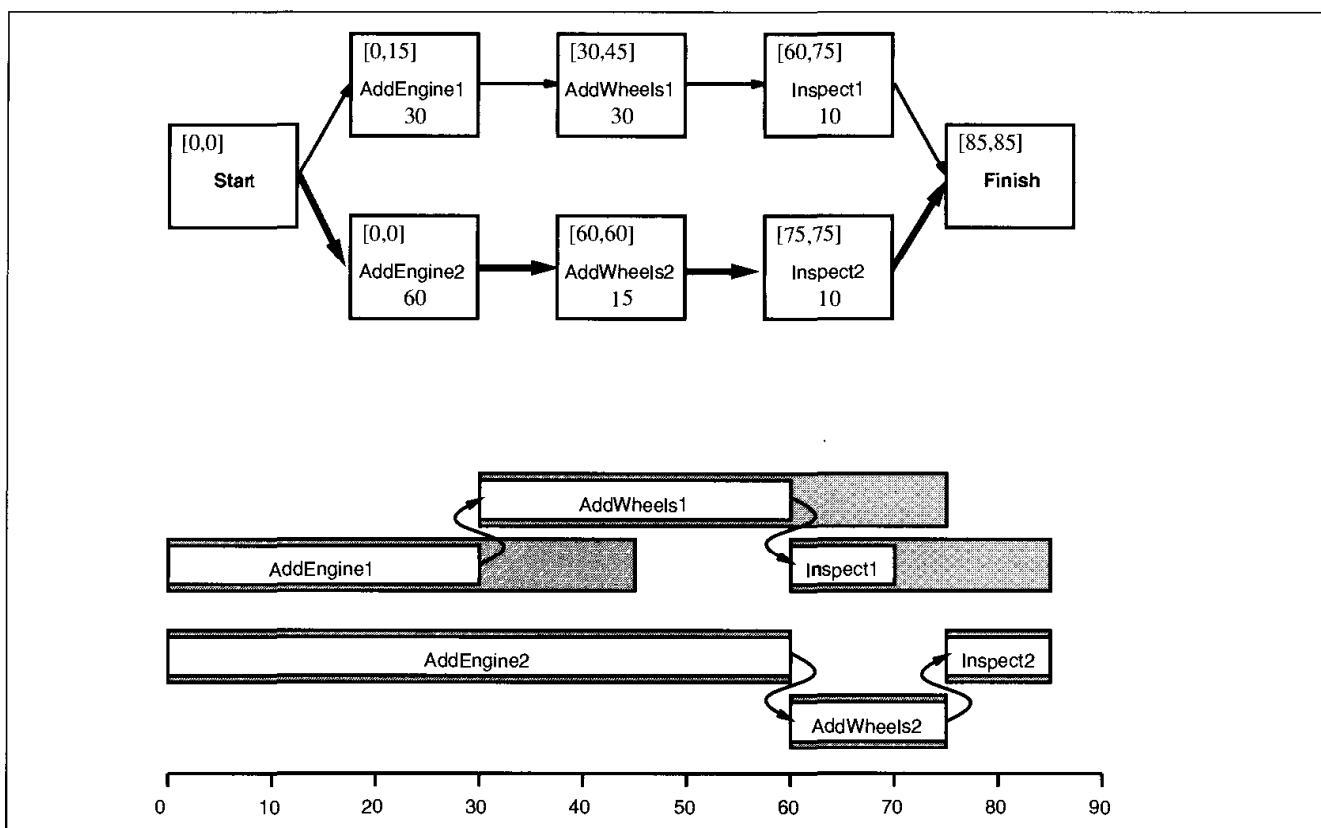 [0,15]
AddEngine1
30
[30,45]
AddWheels1
30
[60,75]
Inspect1
10
[0,0]
Start
[85,85]
Finish
[0,0]
AddEngine2
60
[60,60]
AddWheels2
15
[75,75]
Inspect2
10
AddWheels1
AddEngine1
Inspect1
AddEngine2
Inspect2
AddWheels2
0 10 20 30 40 50 60 70 80 90